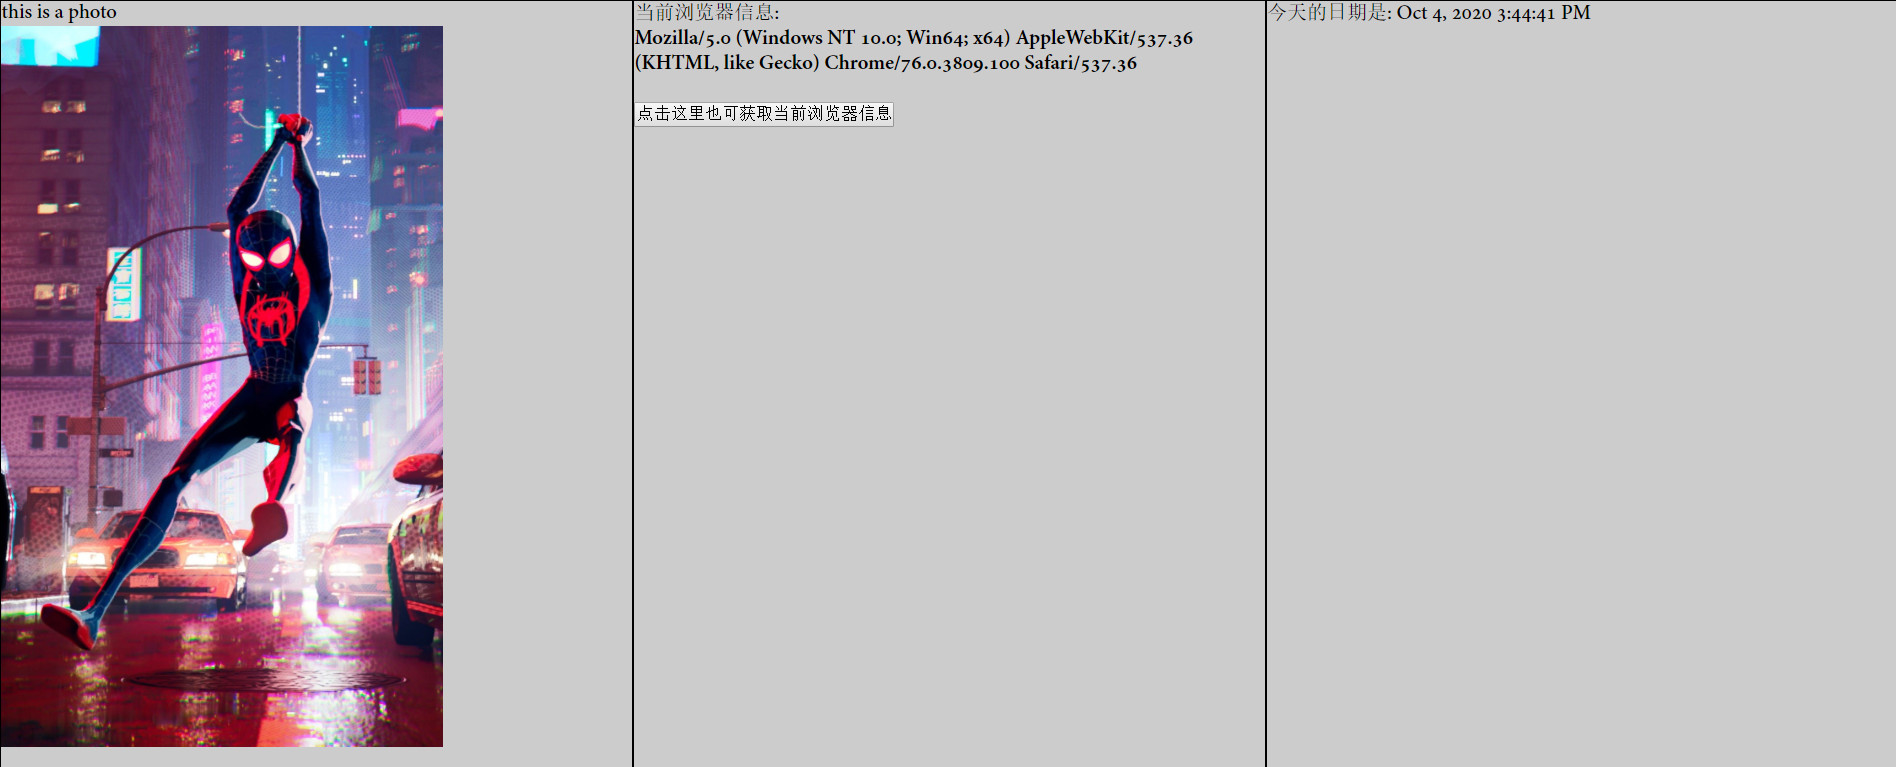 this is a photo
当前浏览器信息:
Mozilla/5.0 (Windows NT 10.0; Win64; x64) AppleWebKit/537.36
(KHTML, like Gecko) Chrome/76.0.3809.100 Safari/537.36
点击这里也可获取当前浏览器信息
今天的日期是: Oct 4, 2020 3:44:41 PM